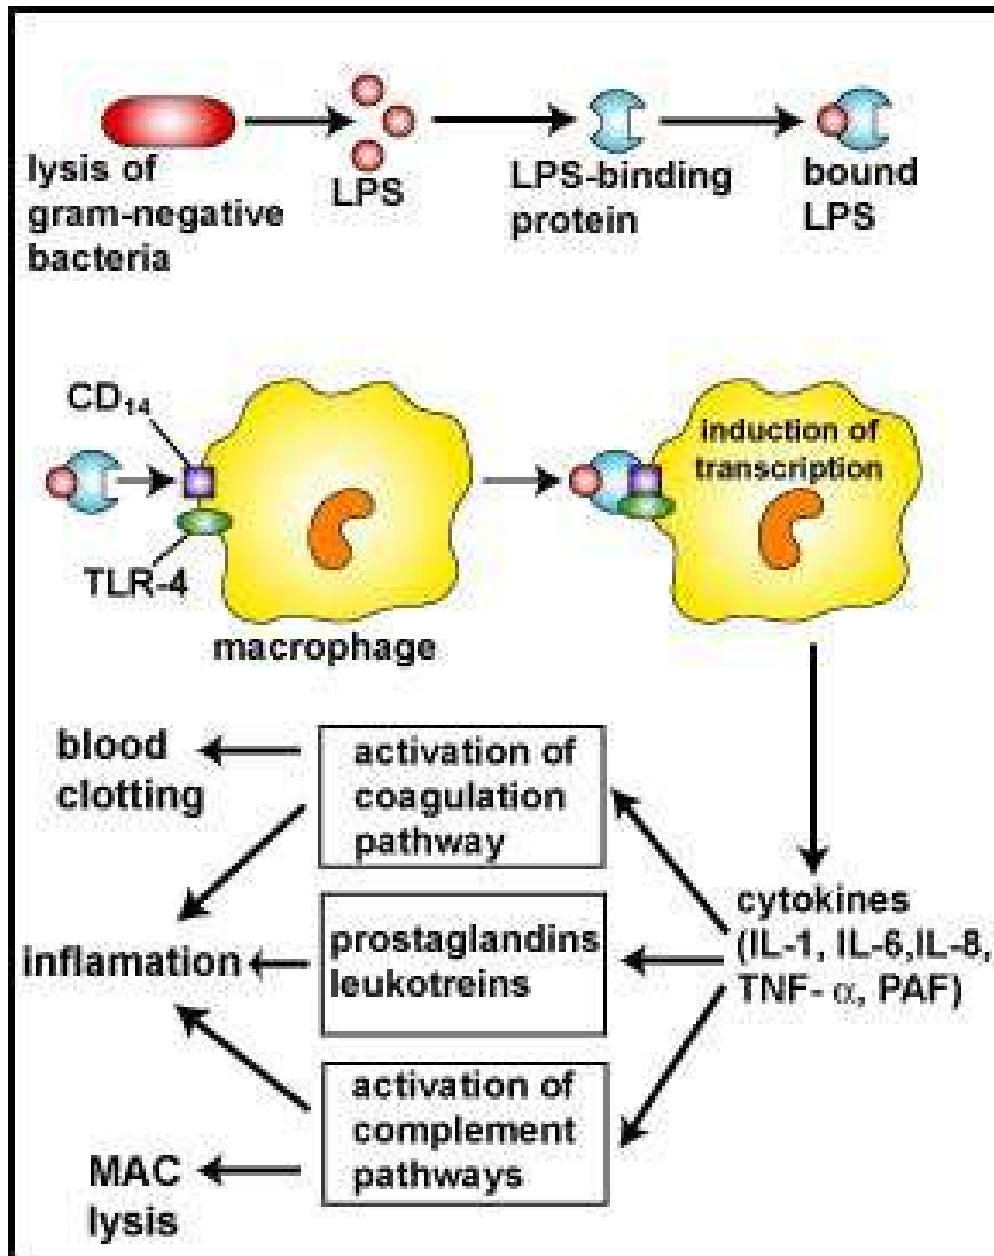 lysis of
gram-negative
bacteria
LPS
LPS-binding
protein
bound
LPS
CD₁₄
TLR-4
macrophage
induction of
transcription
blood
clotting
activation of
coagulation
pathway
cytokines
(IL-1, IL-6,IL-8,
TNF- α, PAF)
inflamation
prostaglandins
leukotreins
activation of
complement
pathways
MAC
lysis